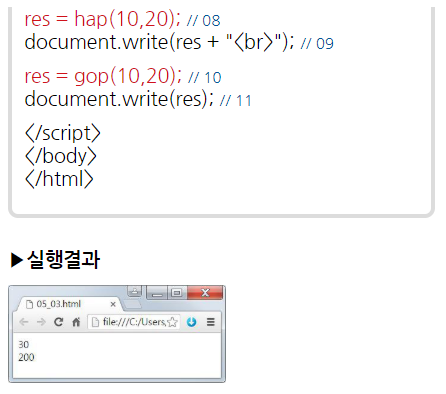 res = hap(10,20); // 08
document.write(res + "〈br〉"); // 09
res = gop(10,20); // 10
document.write(res); // 11
〈/script〉
〈/body〉
〈/html〉
▶실행결과
05_03.html
file:///C:/Users,
30
200